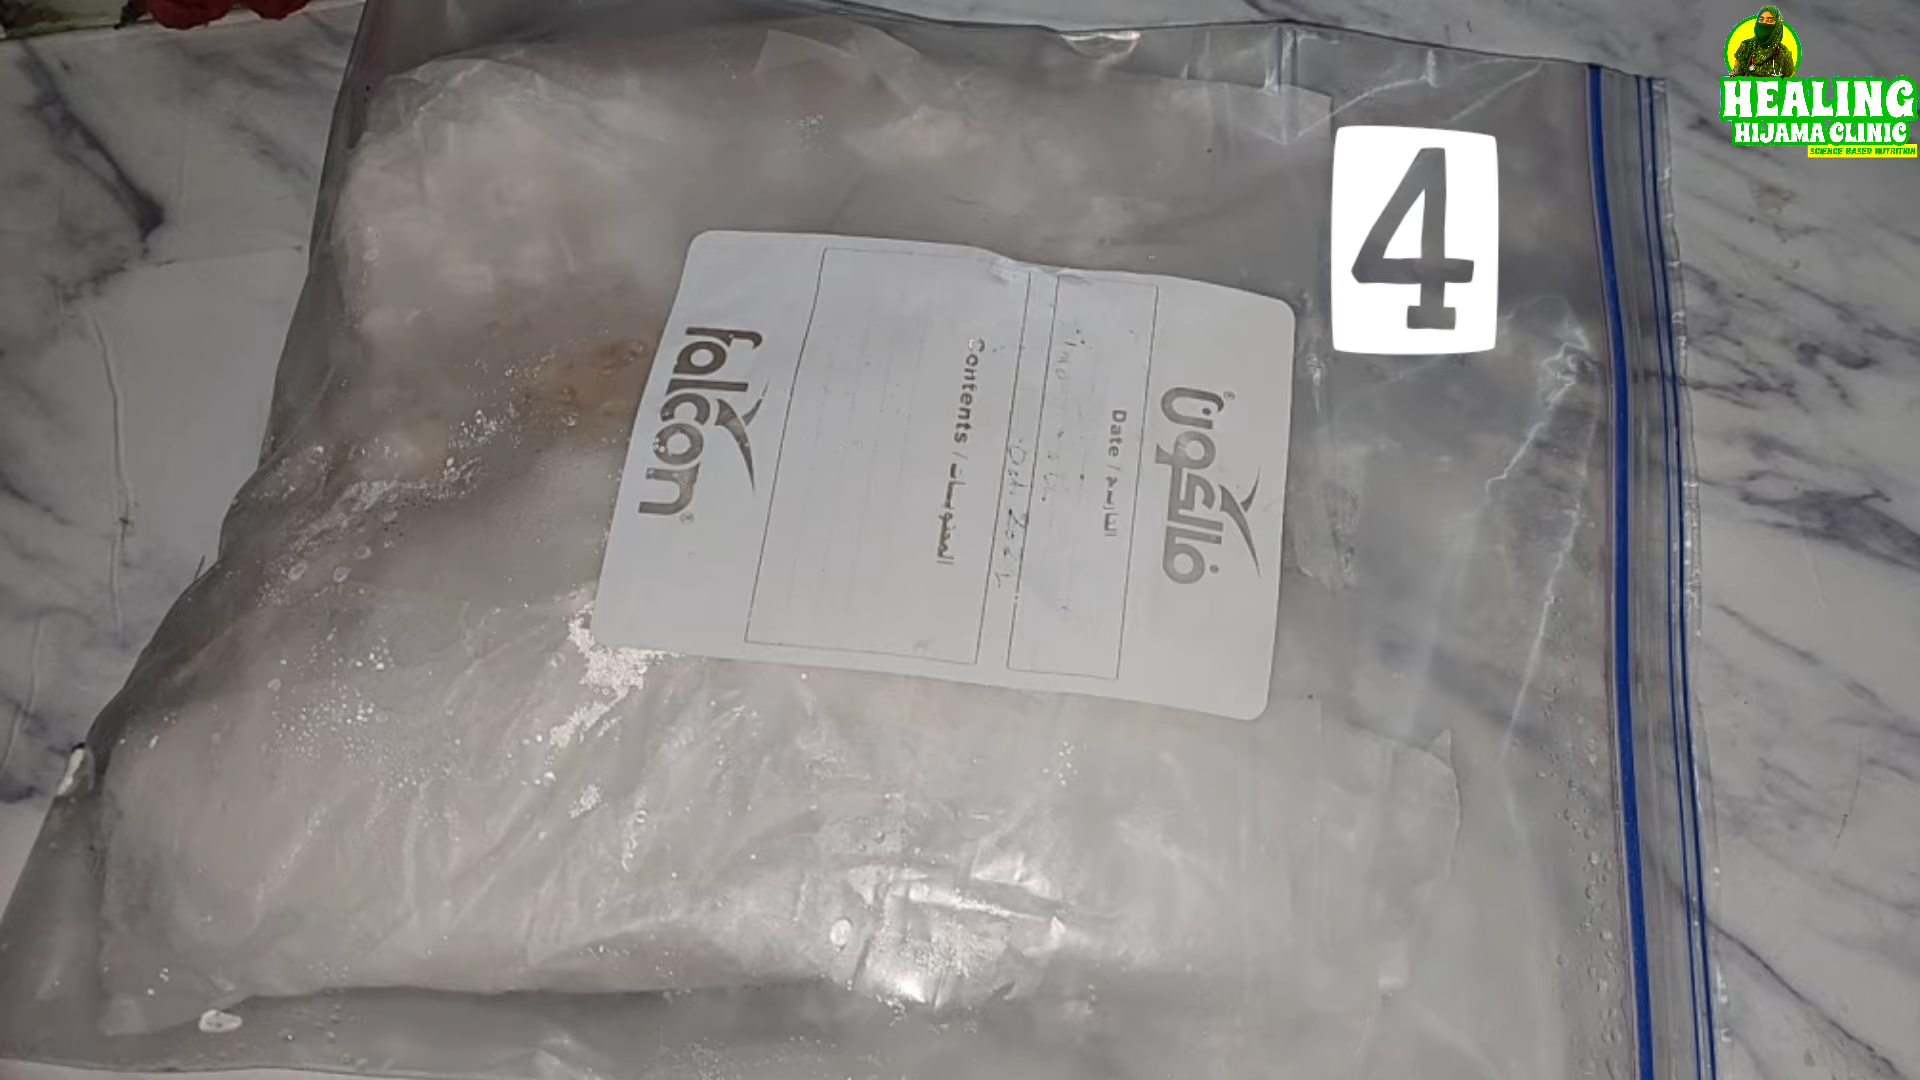 HEALING
HIJAMA CLINIC
SCIENCE BASED NUTRITION
4
فالكون®
Date / التاريخ
Contents / المحتويات
falcon®